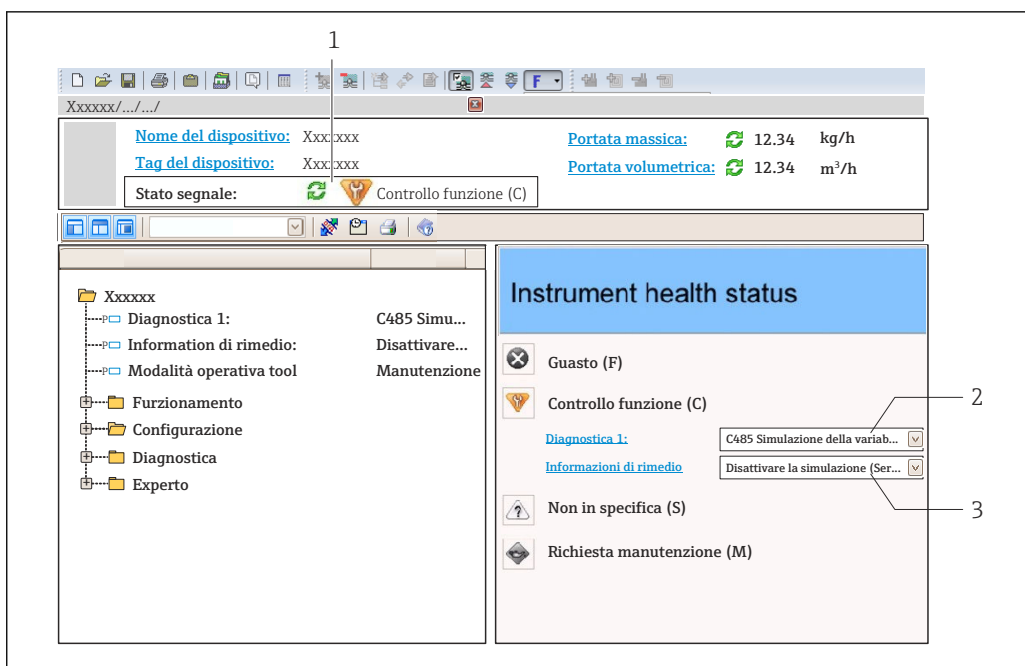 1
F
Xxxxxx/.../.../
Nome del dispositivo: Xxxxxxx Portata massica: 12.34 kg/h
Tag del dispositivo: Xxxxxxx Portata volumetrica: 12.34 m³/h
Stato segnale: Controllo funzione (C)
Xxxxxx
P Diagnostica 1: C485 Simu...
P Information di rimedio: Disattivare...
P Modalità operativa tool Manutenzione
Furzionamento
Configurazione
Diagnostica
Experto
Instrument health status
Guasto (F)
Controllo funzione (C)
2
Diagnostica 1: C485 Simulazione della variab...
Informazioni di rimedio Disattivare la simulazione (Ser...
3
Non in specifica (S)
Richiesta manutenzione (M)